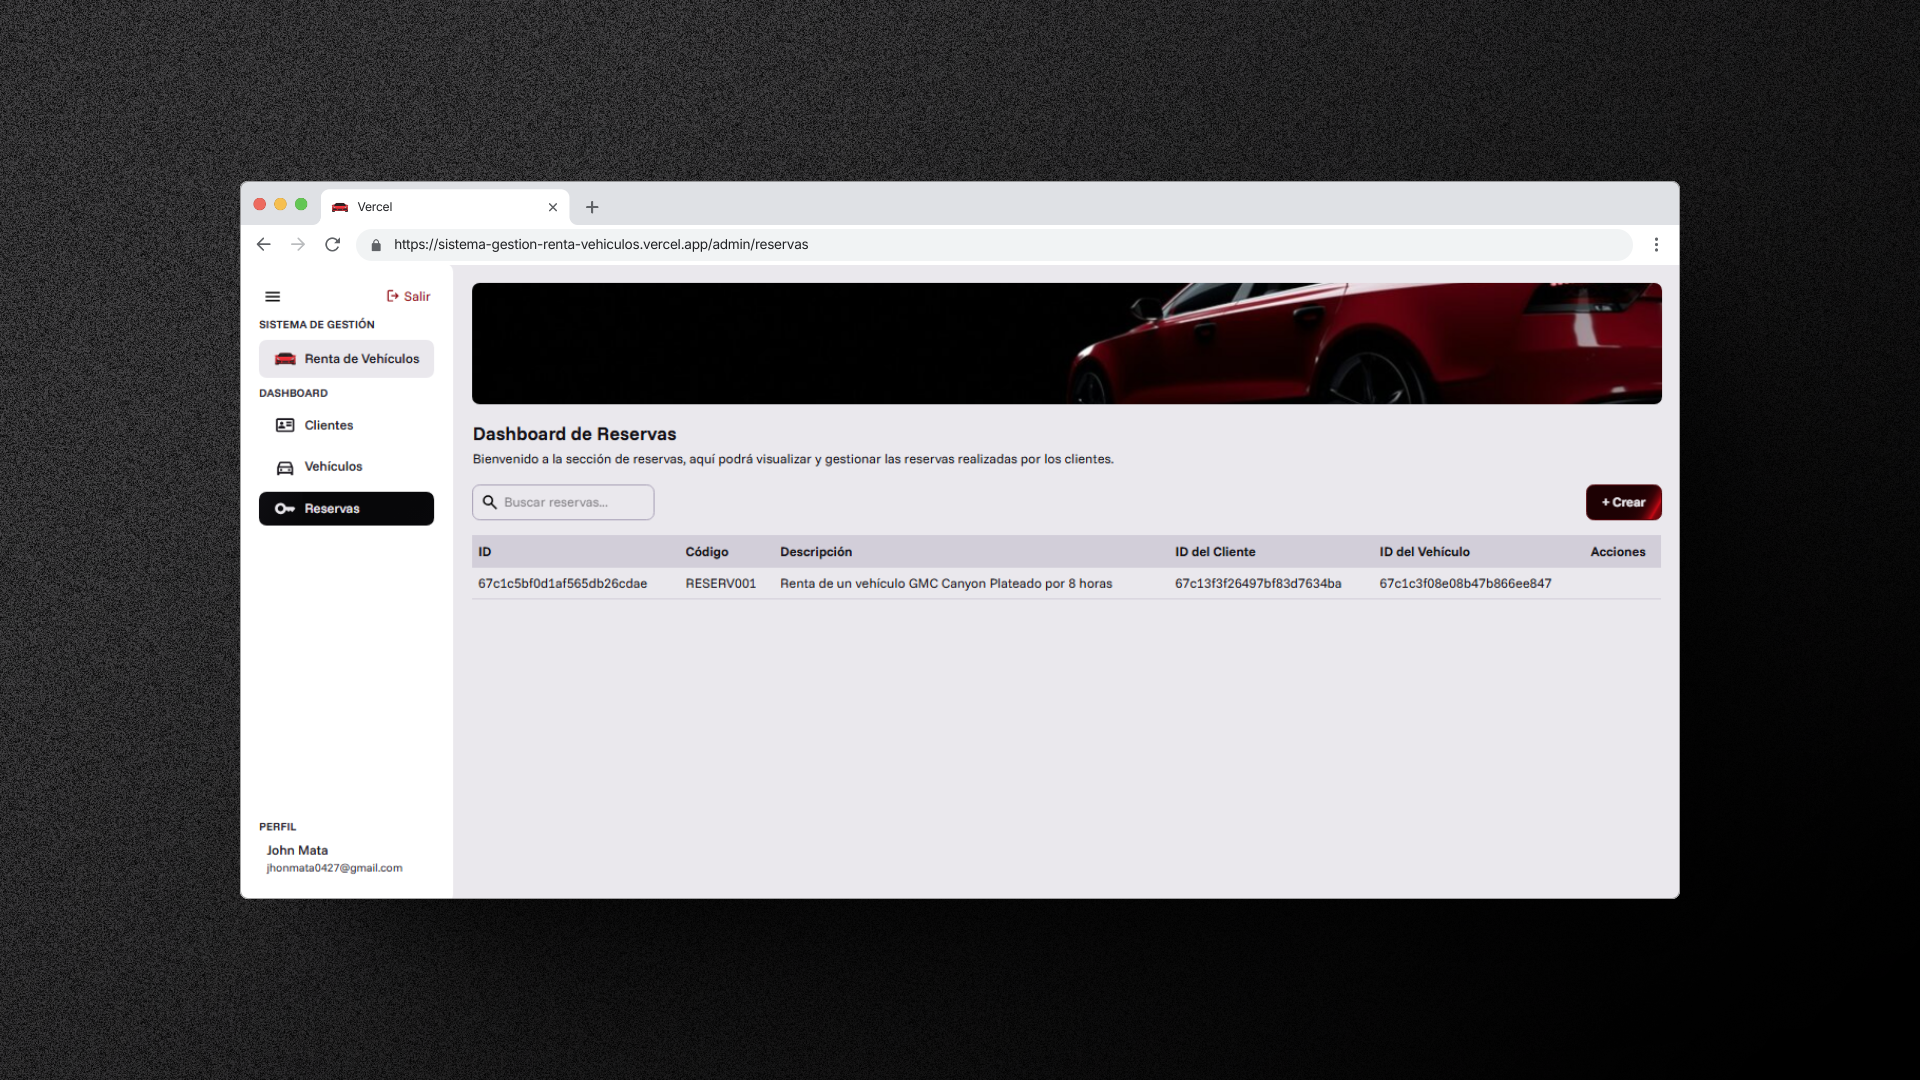 Vercel
https://sistema-gestion-renta-vehiculos.vercel.app/admin/reservas
Salir
SISTEMA DE GESTIÓN
Renta de Vehículos
DASHBOARD
Clientes
Vehículos
Reservas
PERFIL
John Mata
jhonmata0427@gmail.com
Dashboard de Reservas
Bienvenido a la sección de reservas, aquí podrá visualizar y gestionar las reservas realizadas por los clientes.
Buscar reservas...
+ Crear
ID Código Descripción ID del Cliente ID del Vehículo Acciones
67c1c5bf0d1af565db26cdae RESERV001 Renta de un vehículo GMC Canyon Plateado por 8 horas 67c13f3f26497bf83d7634ba 67c1c3f08e08b47b866ee847